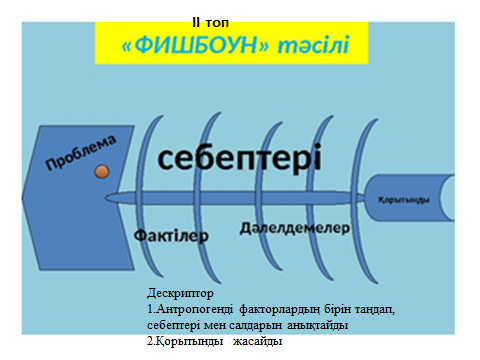 II топ
«ФИШБОУН» тәсілі
Проблема
себептері
Қорытынды
Фактілер
Дәлелдемелер
Дескриптор
1.Антропогенді факторлардың бірін таңдап,
себептері мен салдарын анықтайды
2.Қорытынды жасайды